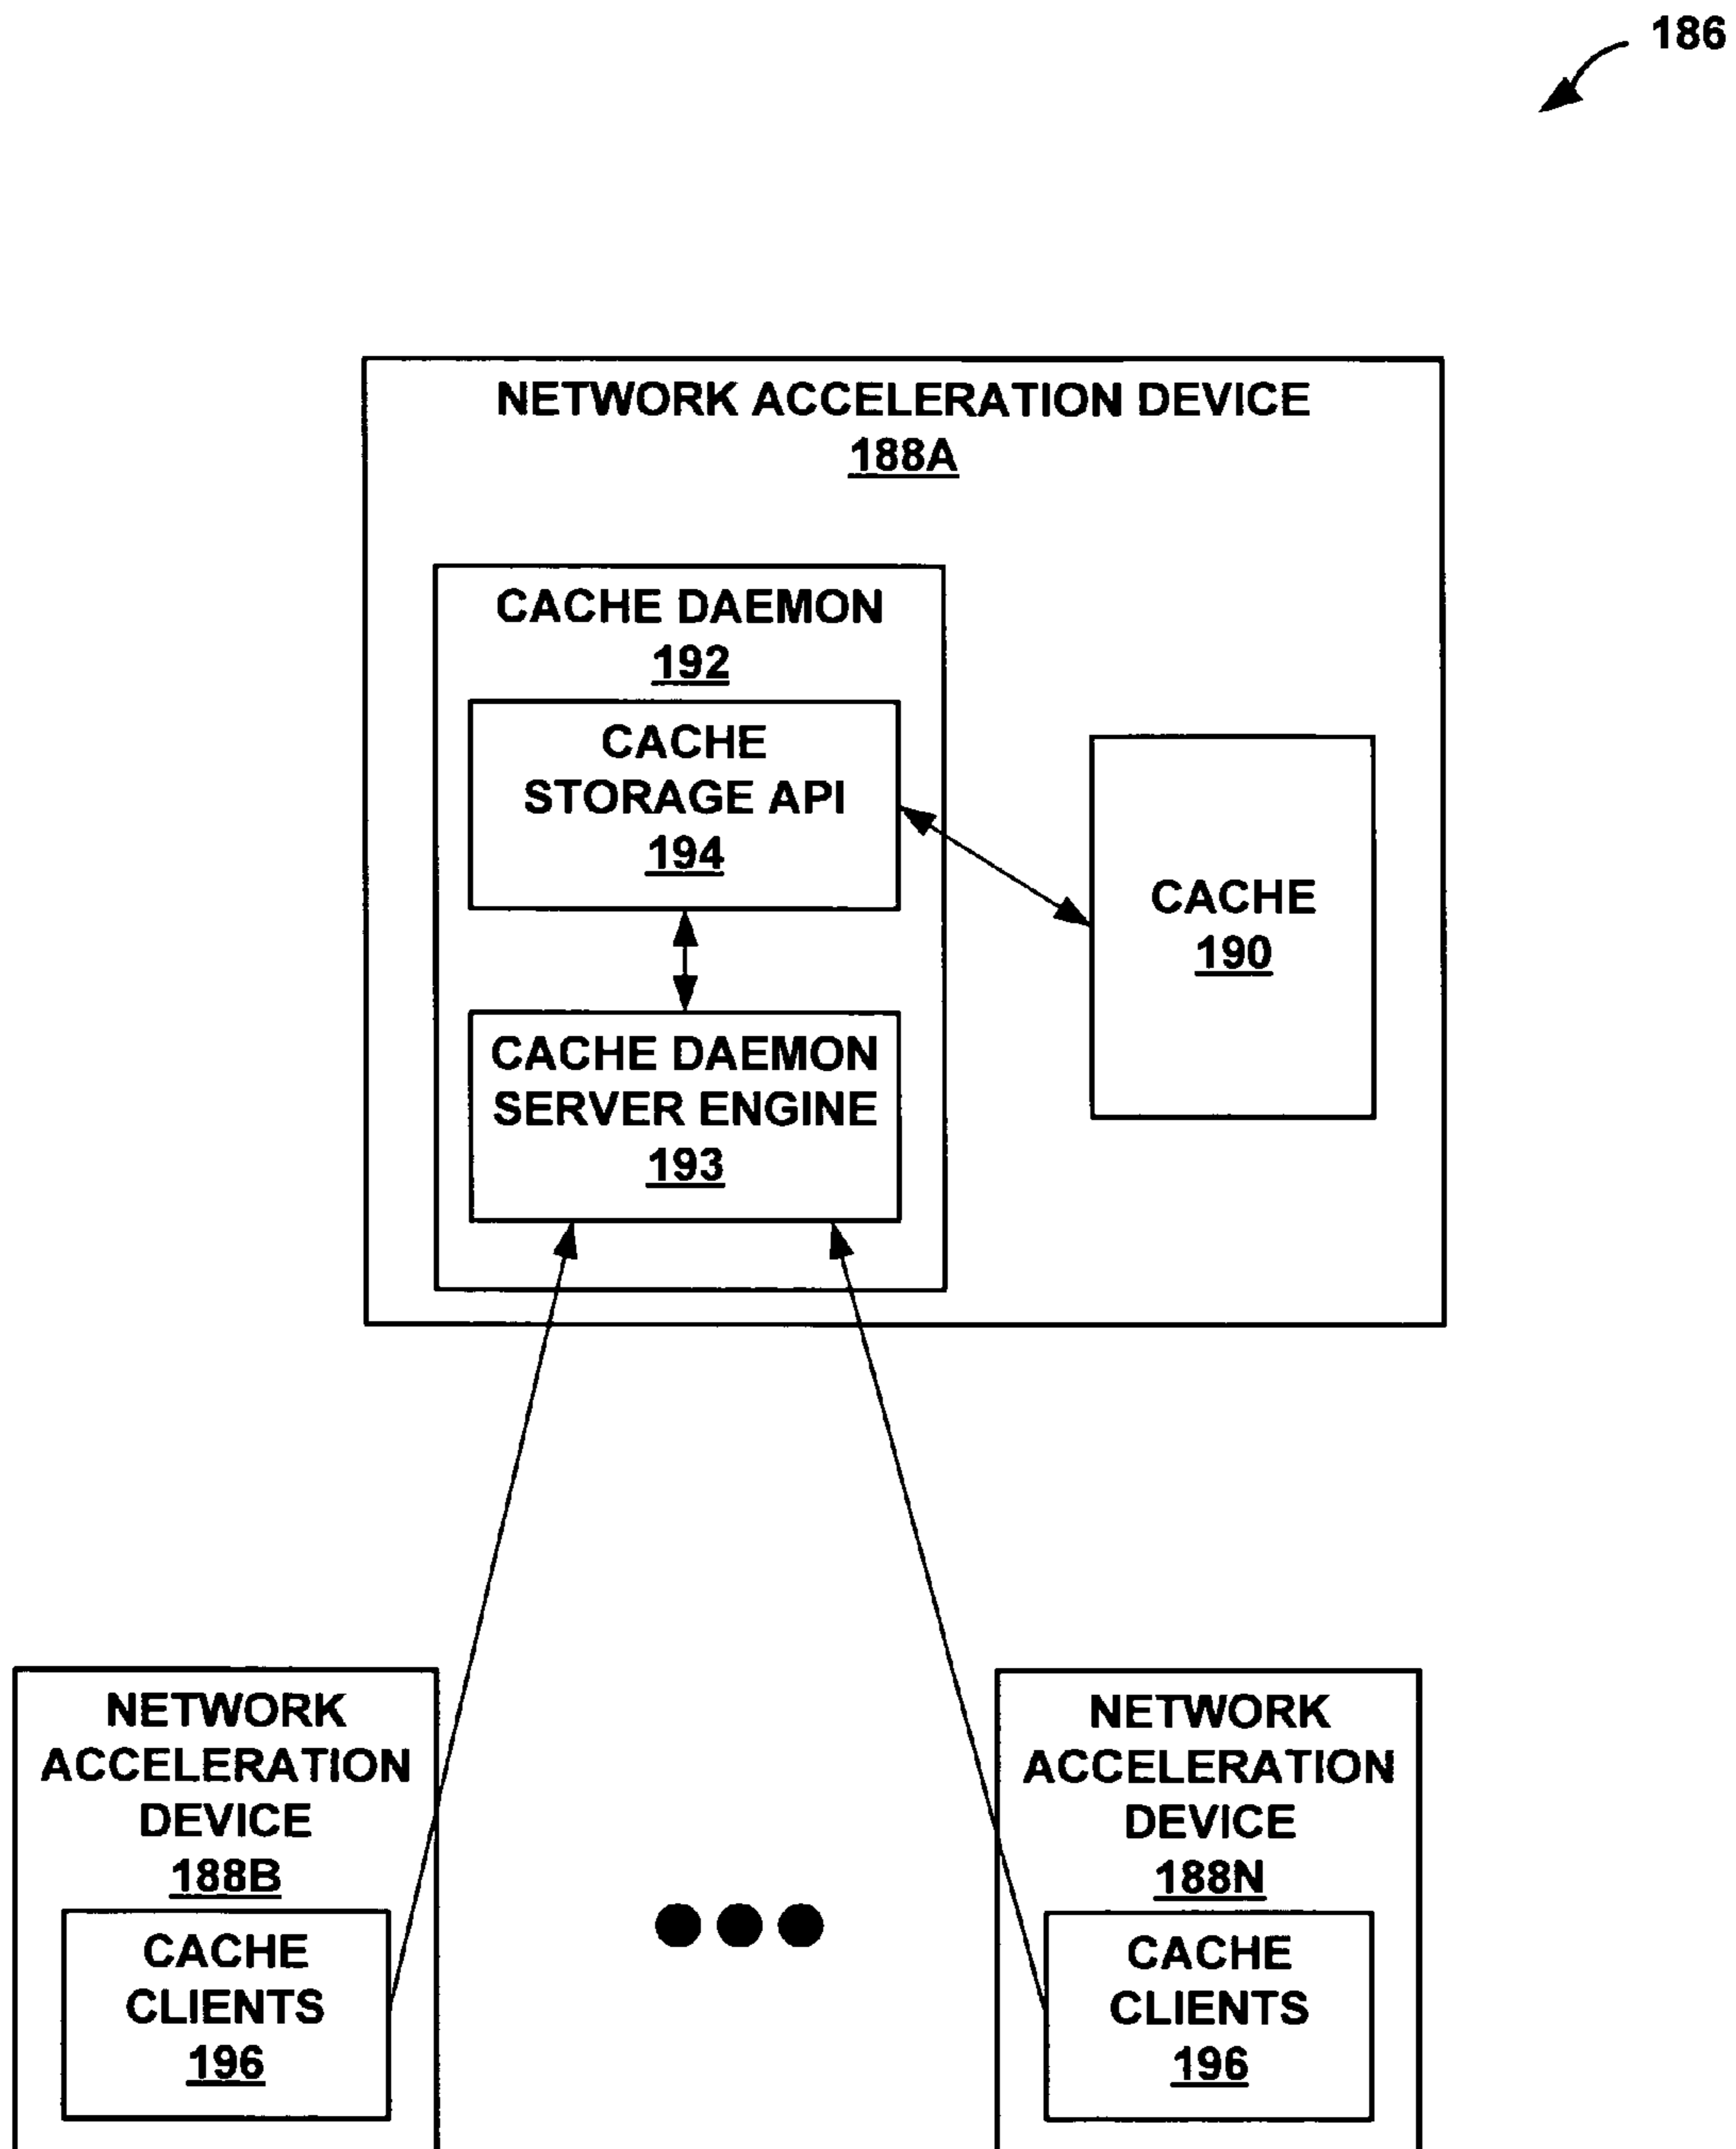 186
NETWORK ACCELERATION DEVICE
188A
CACHE DAEMON
192
CACHE
STORAGE API
194
CACHE
190
CACHE DAEMON
SERVER ENGINE
193
NETWORK
ACCELERATION
DEVICE
188B
CACHE
CLIENTS
196
NETWORK
ACCELERATION
DEVICE
188N
CACHE
CLIENTS
196